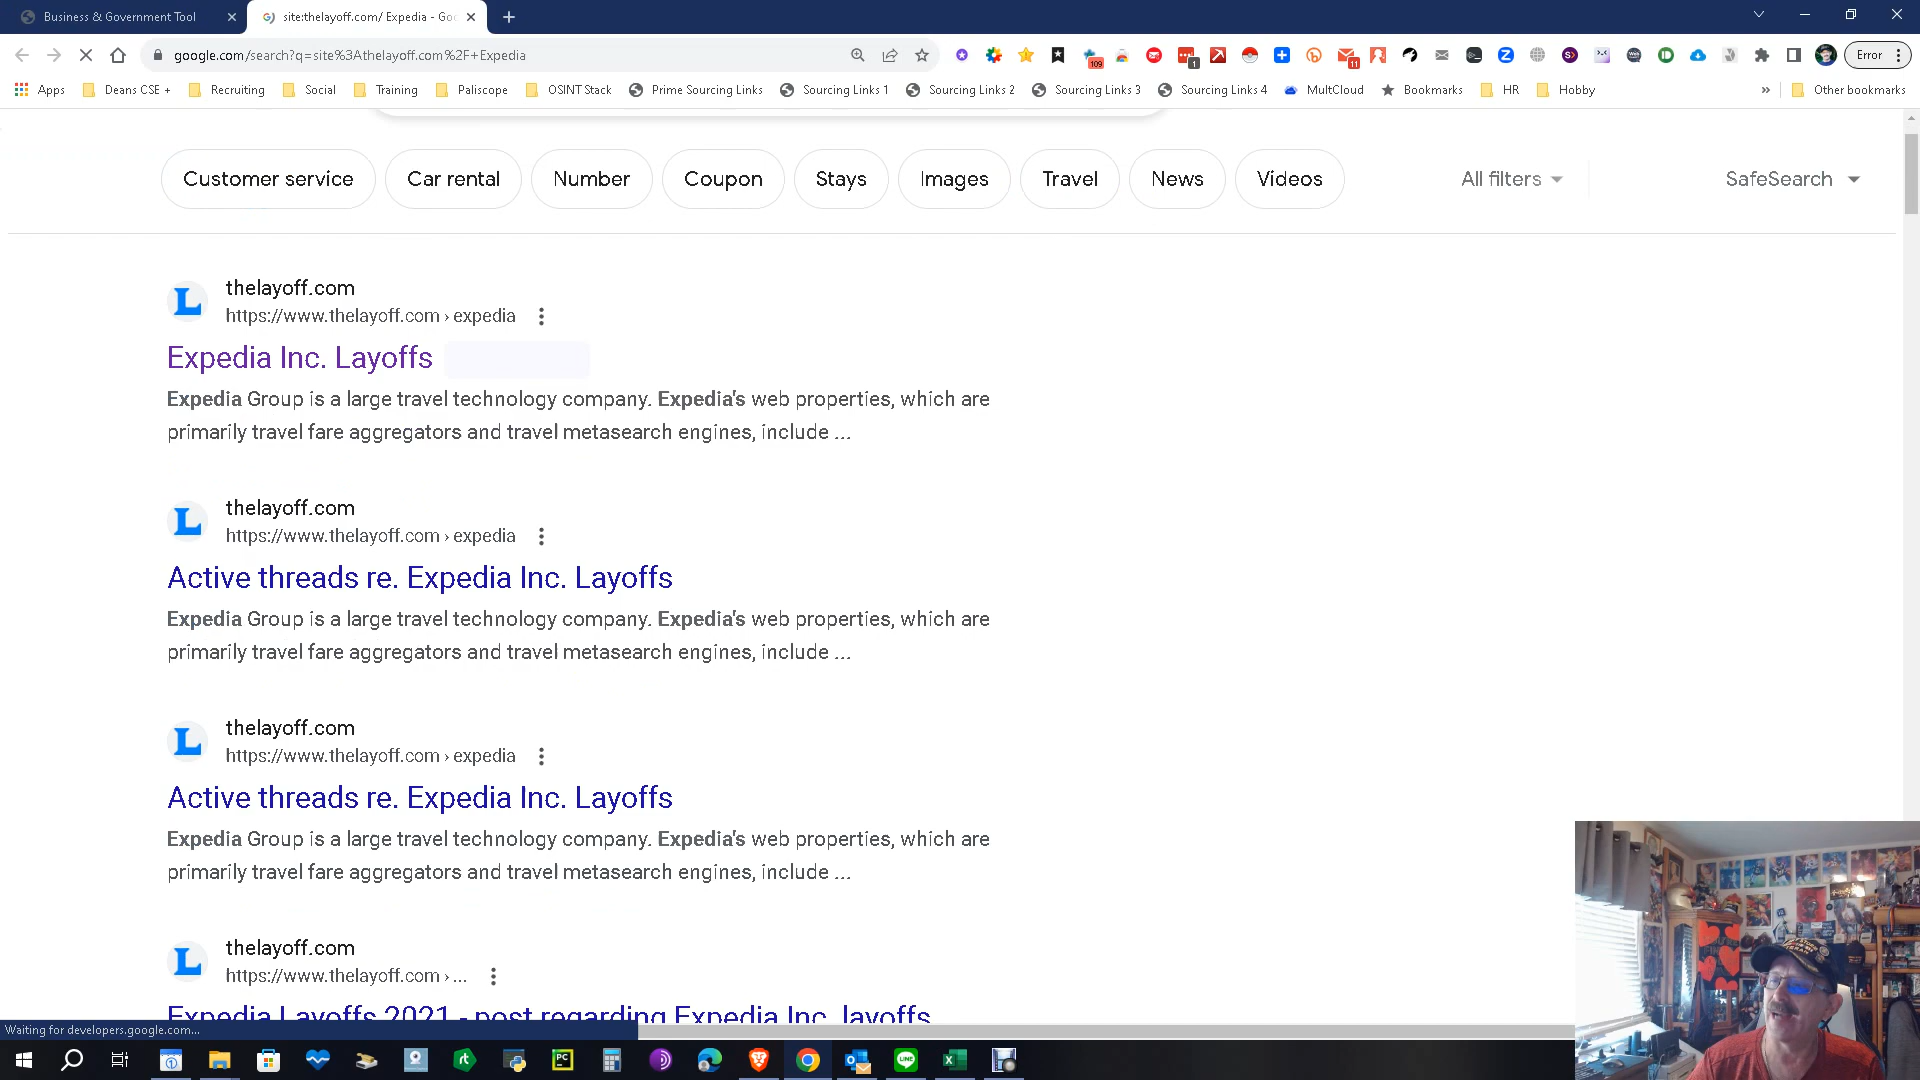 Business & Government Tool
site:thelayoff.com/ Expedia - Goo
google.com/search?q=site%3Athelayoff.com%2F+Expedia
109
1
11
Error
Apps
Deans CSE +
Recruiting
Social
Training
Paliscope
OSINT Stack
Prime Sourcing Links
Sourcing Links 1
Sourcing Links 2
Sourcing Links 3
Sourcing Links 4
MultCloud
Bookmarks
HR
Hobby
»
Other bookmarks
Customer service
Car rental
Number
Coupon
Stays
Images
Travel
News
Videos
All filters
SafeSearch
thelayoff.com
https://www.thelayoff.com › expedia
Expedia Inc. Layoffs
Expedia Group is a large travel technology company. Expedia's web properties, which are
primarily travel fare aggregators and travel metasearch engines, include ...
thelayoff.com
https://www.thelayoff.com › expedia
Active threads re. Expedia Inc. Layoffs
Expedia Group is a large travel technology company. Expedia's web properties, which are
primarily travel fare aggregators and travel metasearch engines, include ...
thelayoff.com
https://www.thelayoff.com › expedia
Active threads re. Expedia Inc. Layoffs
Expedia Group is a large travel technology company. Expedia's web properties, which are
primarily travel fare aggregators and travel metasearch engines, include ...
thelayoff.com
https://www.thelayoff.com › ...
Expedia Layoffs 2021 - post regarding Expedia Inc. layoffs
Waiting for developers.google.com...